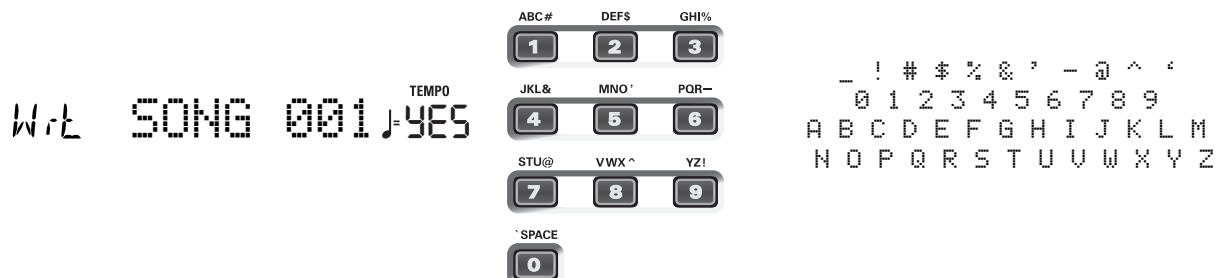 Wrt SONG 001 ♩=YES
TEMPO
ABC# DEF$ GHI%
1 2 3
JKL& MNO' PQR—
4 5 6
STU@ VWX^ YZ!
7 8 9
`SPACE
0
_ ! # $ % & ' - @ ^ `
0 1 2 3 4 5 6 7 8 9
A B C D E F G H I J K L M
N O P Q R S T U V W X Y Z